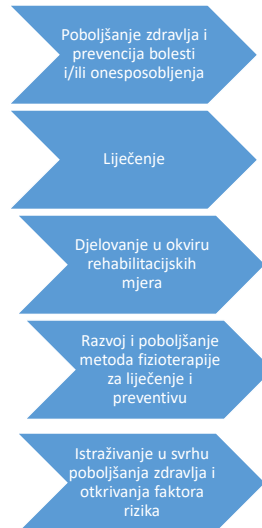 Poboljšanje zdravlja i
prevencija bolesti
i/ili onesposobljenja
Liječenje
Djelovanje u okviru
rehabilitacijskih
mjera
Razvoj i poboljšanje
metoda fizioterapije
za liječenje i
preventivu
Istraživanje u svrhu
poboljšanja zdravlja i
otkrivanja faktora
rizika